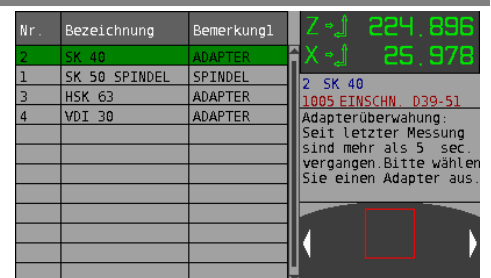 Nr. Bezeichnung Bemerkung1
2 SK 40 ADAPTER
1 SK 50 SPINDEL SPINDEL
3 HSK 63 ADAPTER
4 VDI 30 ADAPTER
Z 224.896
X 25.978
2 SK 40
1005 EINSCHN. D39-51
Adapterüberwahung:
Seit letzter Messung
sind mehr als 5 sec.
vergangen.Bitte wählen
Sie einen Adapter aus.